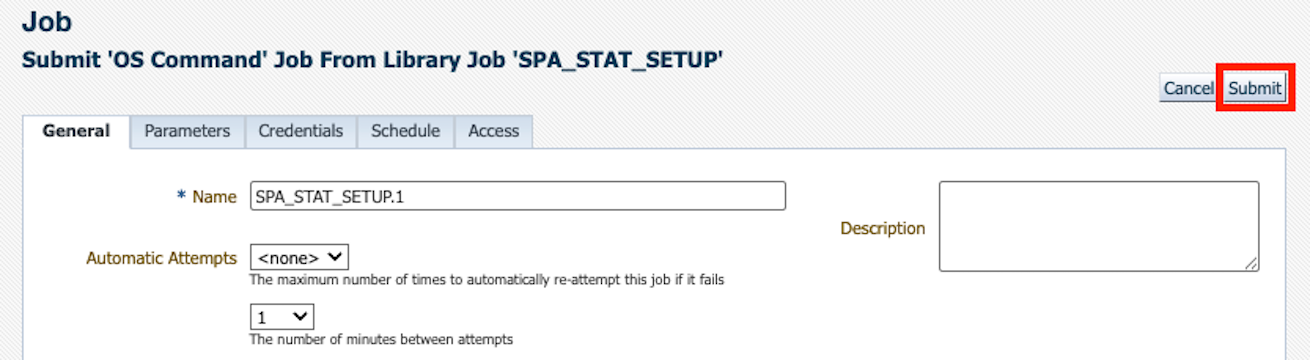 Job
Submit 'OS Command' Job From Library Job 'SPA_STAT_SETUP'
Cancel Submit
General Parameters Credentials Schedule Access
* Name SPA_STAT_SETUP.1
Description
Automatic Attempts <none>
The maximum number of times to automatically re-attempt this job if it fails
1
The number of minutes between attempts